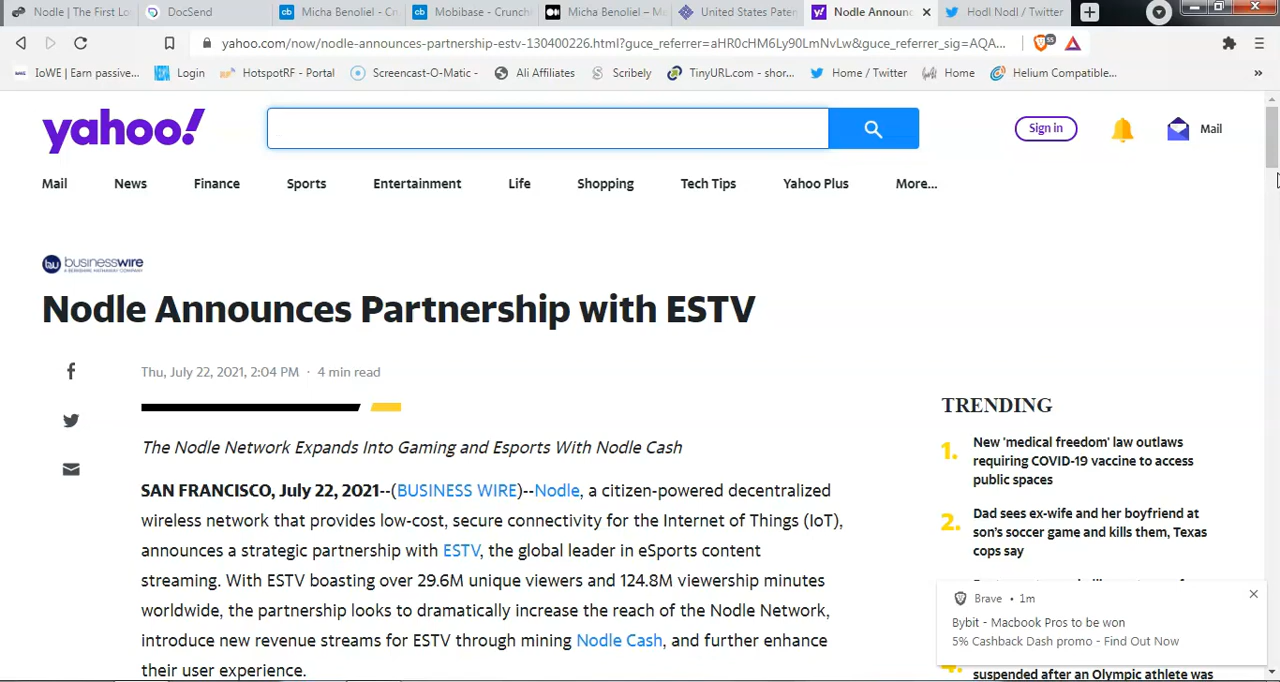 Nodle | The First Lo
DocSend
Micha Benoliel - Cru
Mobibase - Crunch
Micha Benoliel – Me
United States Paten
Nodle Announc
Hodl Nodl / Twitter
yahoo.com/now/nodle-announces-partnership-estv-130400226.html?guce_referrer=aHR0cHM6Ly90LmNvLw&guce_referrer_sig=AQA...
55
IoWE | Earn passive...
Login
HotspotRF - Portal
Screencast-O-Matic -
Ali Affiliates
Scribely
TinyURL.com - shor...
Home / Twitter
Home
Helium Compatible...
»
yahoo!
Sign in
Mail
Mail
News
Finance
Sports
Entertainment
Life
Shopping
Tech Tips
Yahoo Plus
More...
businesswire
A BERKSHIRE HATHAWAY COMPANY
Nodle Announces Partnership with ESTV
Thu, July 22, 2021, 2:04 PM · 4 min read
The Nodle Network Expands Into Gaming and Esports With Nodle Cash
SAN FRANCISCO, July 22, 2021--(BUSINESS WIRE)--Nodle, a citizen-powered decentralized
wireless network that provides low-cost, secure connectivity for the Internet of Things (IoT),
announces a strategic partnership with ESTV, the global leader in eSports content
streaming. With ESTV boasting over 29.6M unique viewers and 124.8M viewership minutes
worldwide, the partnership looks to dramatically increase the reach of the Nodle Network,
introduce new revenue streams for ESTV through mining Nodle Cash, and further enhance
their user experience.
TRENDING
1. New 'medical freedom' law outlaws
requiring COVID-19 vaccine to access
public spaces
2. Dad sees ex-wife and her boyfriend at
son's soccer game and kills them, Texas
cops say
Brave • 1m
Bybit - Macbook Pros to be won
5% Cashback Dash promo - Find Out Now
suspended after an Olympic athlete was